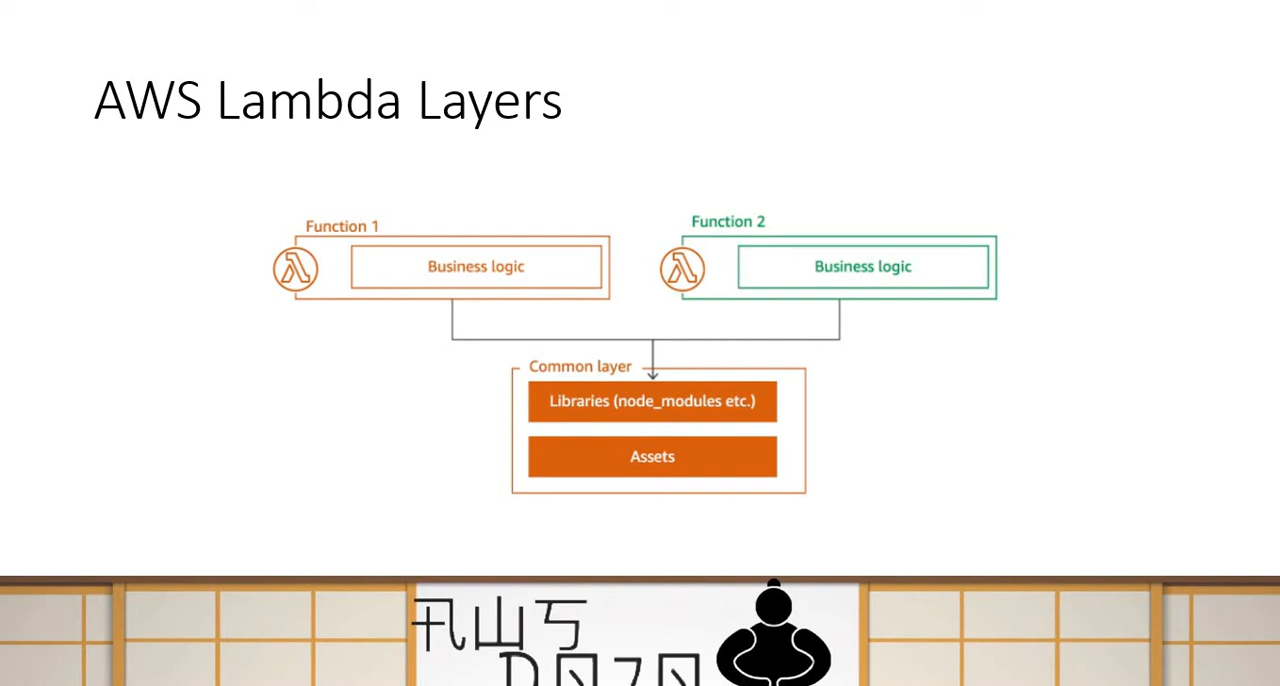 AWS Lambda Layers
Function 1
Function 2
Business logic
Business logic
Common layer
Libraries (node_modules etc.)
Assets